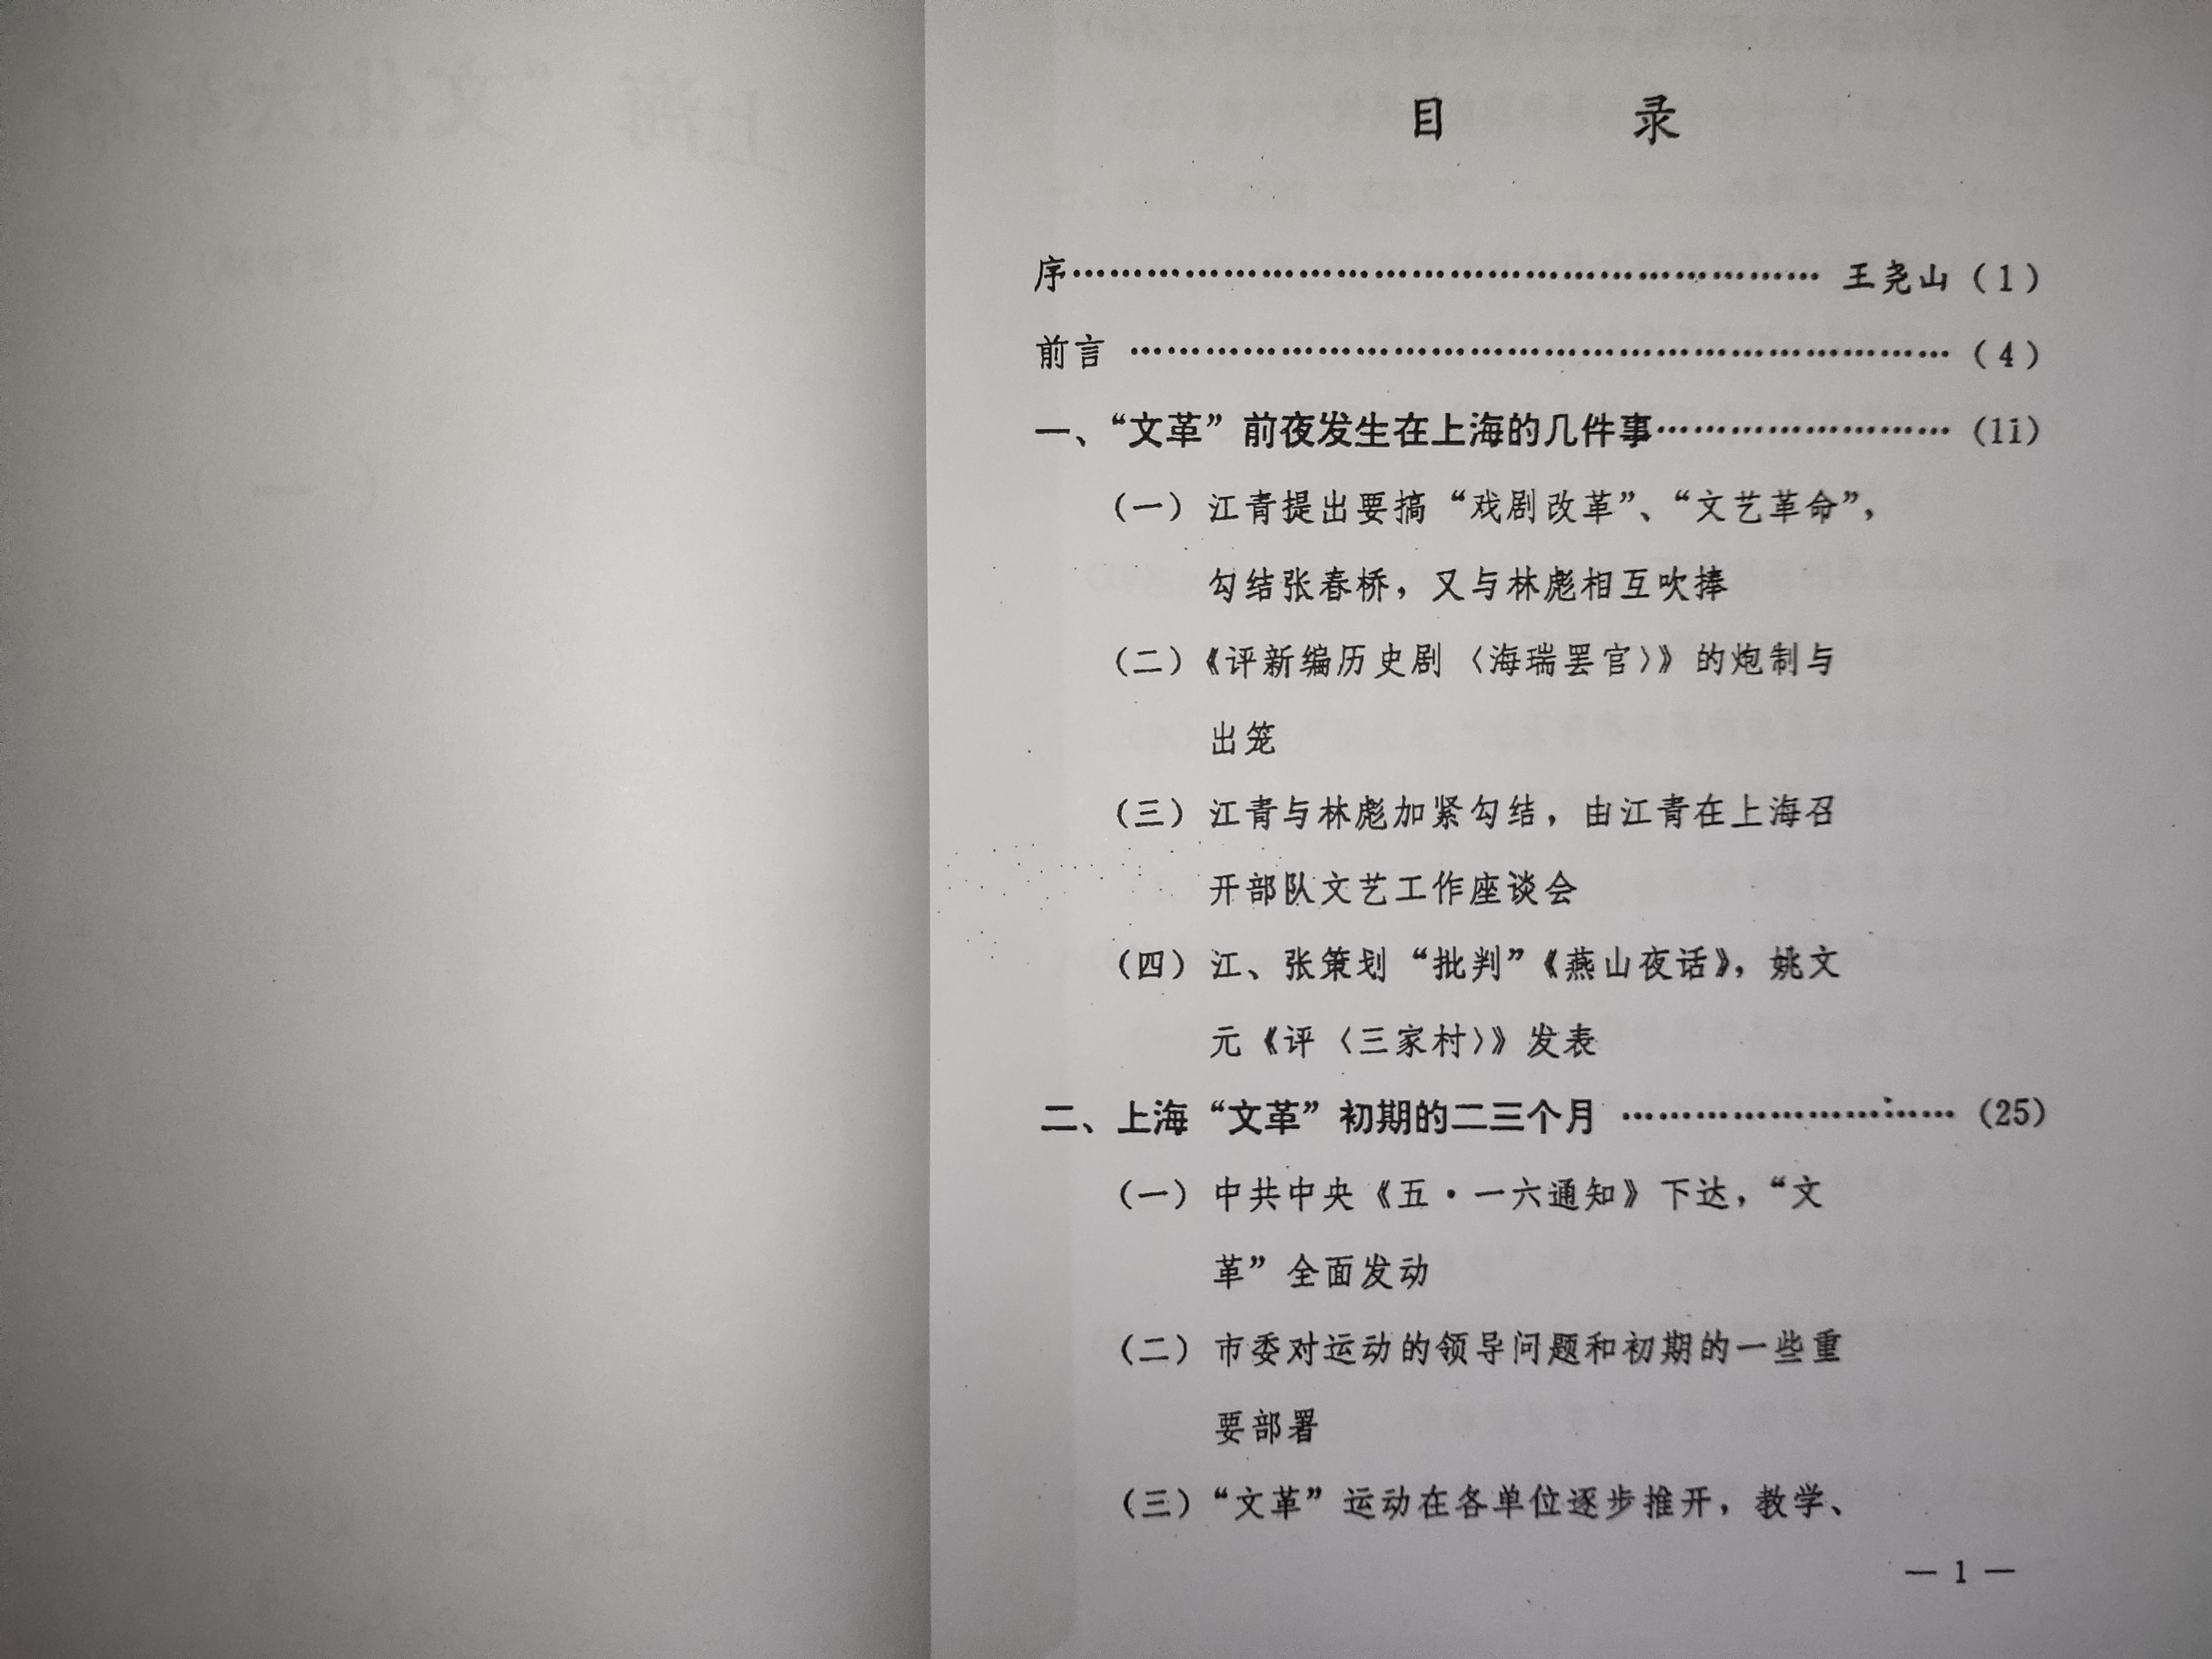 目 录
序…………………………………………………… 王尧山（1）
前言 ………………………………………………………（4）
一、“文革”前夜发生在上海的几件事……………………（11）
（一）江青提出要搞“戏剧改革”、“文艺革命”，
勾结张春桥，又与林彪相互吹捧
（二）《评新编历史剧〈海瑞罢官〉》的炮制与
出笼
（三）江青与林彪加紧勾结，由江青在上海召
开部队文艺工作座谈会
（四）江、张策划“批判”《燕山夜话》，姚文
元《评〈三家村〉》发表
二、上海“文革”初期的二三个月 ………………………（25）
（一）中共中央《五·一六通知》下达，“文
革”全面发动
（二）市委对运动的领导问题和初期的一些重
要部署
（三）“文革”运动在各单位逐步推开，教学、
— 1 —